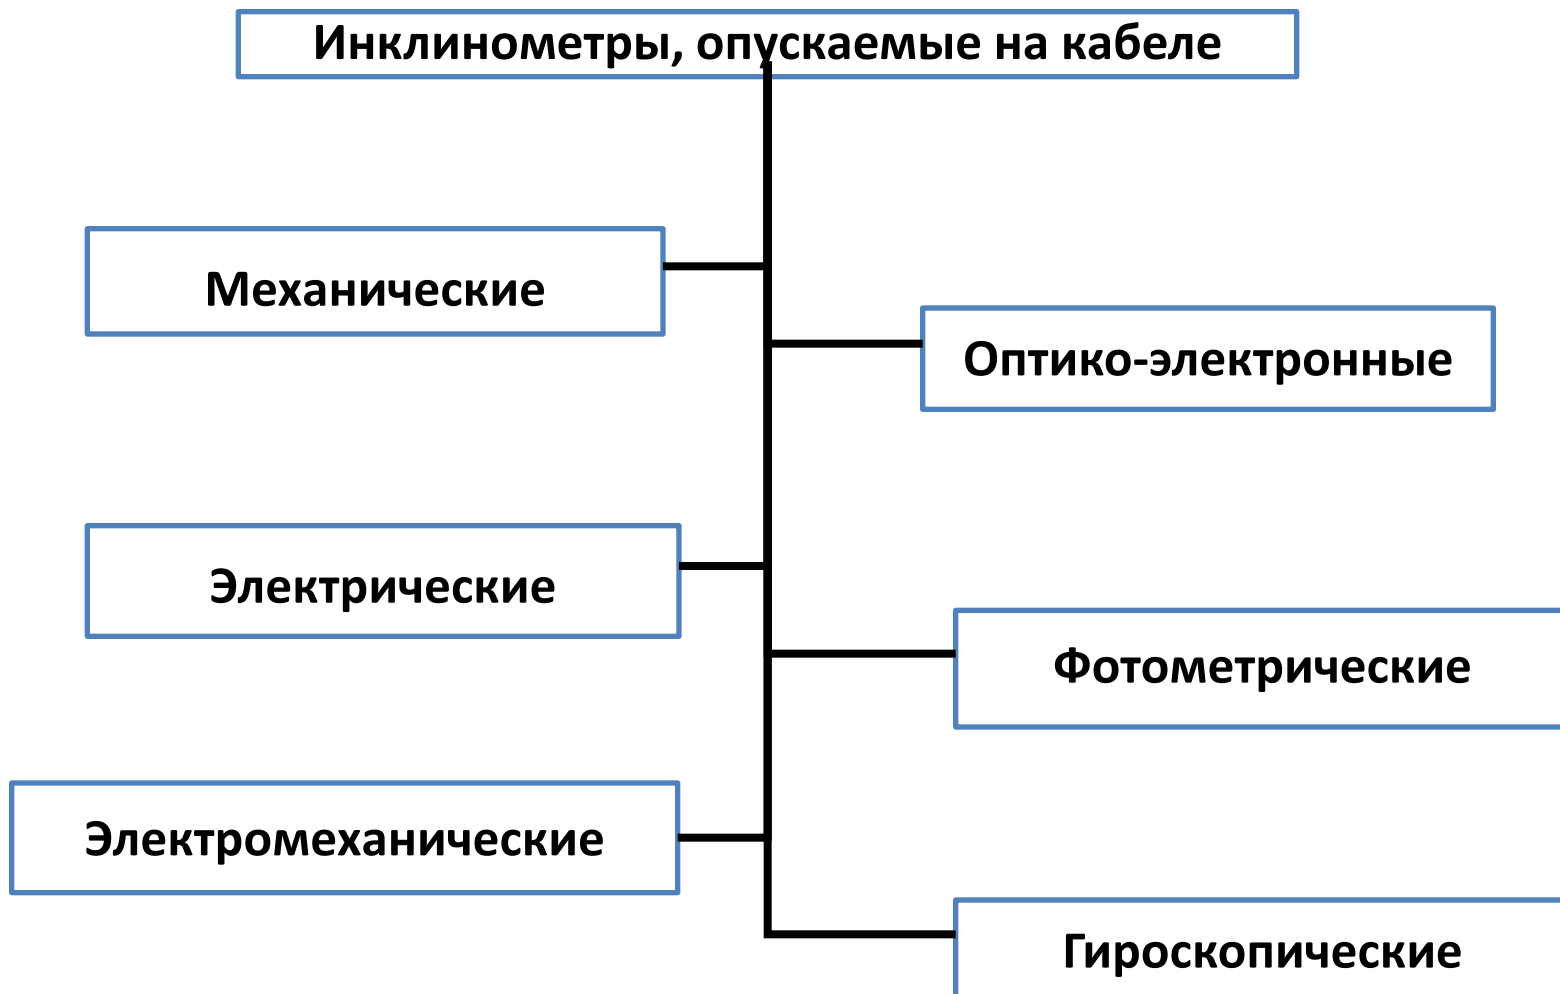 Инклинометры, опускаемые на кабеле
Механические
Оптико-электронные
Электрические
Фотометрические
Электромеханические
Гироскопические